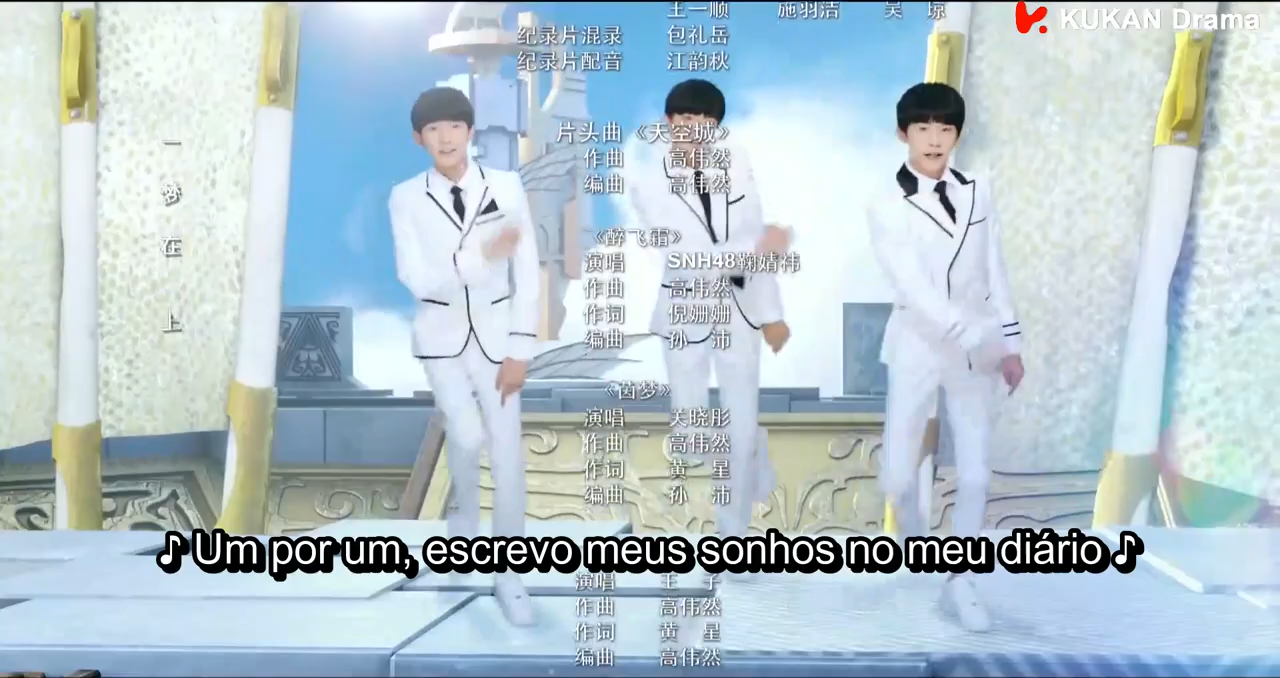 王一顺 施羽洁 吴 琼
KUKAN Drama
纪录片混录 包礼岳
纪录片配音 江韵秋
片头曲《天空城》
作曲 高伟然
编曲 高伟然
一
梦
在
上
《醉飞霜》
演唱 SNH48鞠婧祎
作曲 高伟然
作词 倪姗姗
编曲 孙 沛
《茵梦》
演唱 关晓彤
作曲 高伟然
作词 黄 星
编曲 孙 沛
♪ Um por um, escrevo meus sonhos no meu diário ♪
演唱 王 子
作曲 高伟然
作词 黄 星
编曲 高伟然